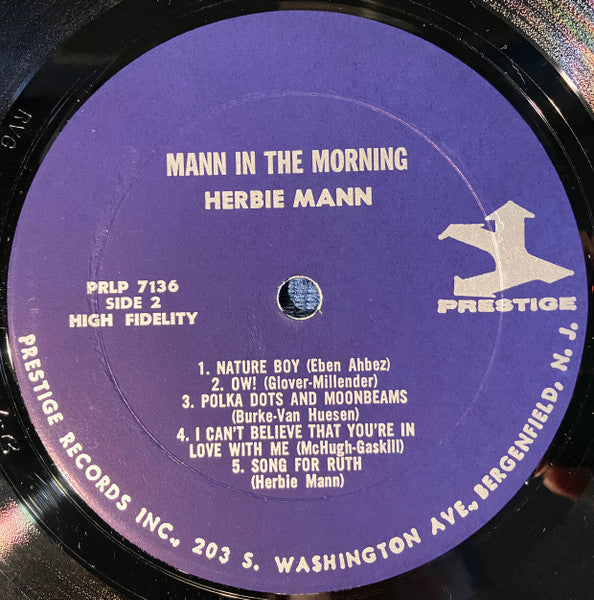 MANN IN THE MORNING
HERBIE MANN
PRLP 7136
SIDE 2
HIGH FIDELITY
PRESTIGE
1. NATURE BOY (Eben Ahbez)
2. OW! (Glover-Millender)
3. POLKA DOTS AND MOONBEAMS
(Burke-Van Huesen)
4. I CAN'T BELIEVE THAT YOU'RE IN
LOVE WITH ME (McHugh-Gaskill)
5. SONG FOR RUTH
(Herbie Mann)
PRESTIGE RECORDS INC., 203 S. WASHINGTON AVE., BERGENFIELD, N. J.
RVG